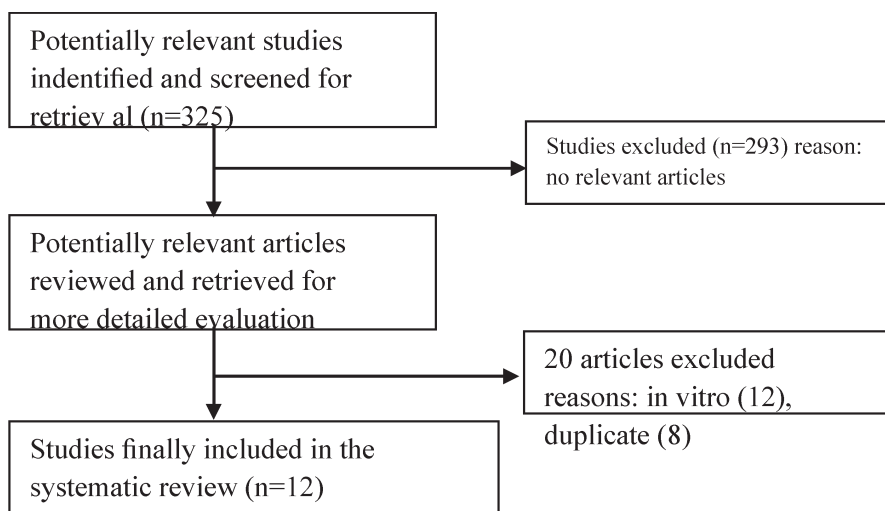 Potentially relevant studies
indentified and screened for
retriev al (n=325)
Studies excluded (n=293) reason:
no relevant articles
Potentially relevant articles
reviewed and retrieved for
more detailed evaluation
20 articles excluded
reasons: in vitro (12),
duplicate (8)
Studies finally included in the
systematic review (n=12)